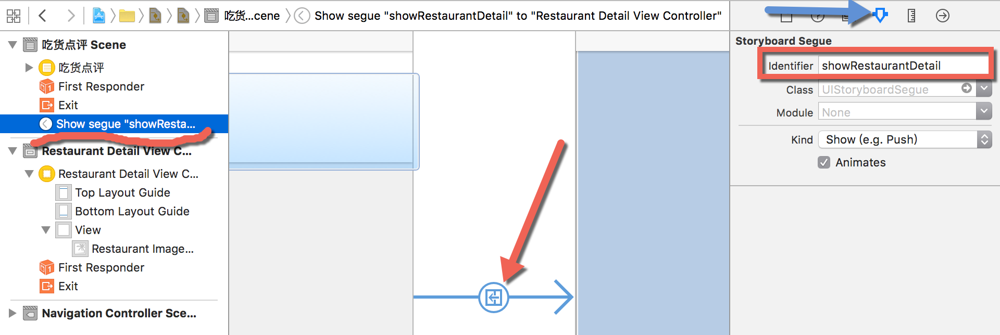 吃货...cene
Show segue "showRestaurantDetail" to "Restaurant Detail View Controller"
吃货点评 Scene
吃货点评
First Responder
Exit
Show segue "showResta...
Restaurant Detail View C...
Restaurant Detail View C...
Top Layout Guide
Bottom Layout Guide
View
Restaurant Image...
First Responder
Exit
Navigation Controller Sce...
Storyboard Segue
Identifier showRestaurantDetail
Class UIStoryboardSegue
Module None
Kind Show (e.g. Push)
Animates